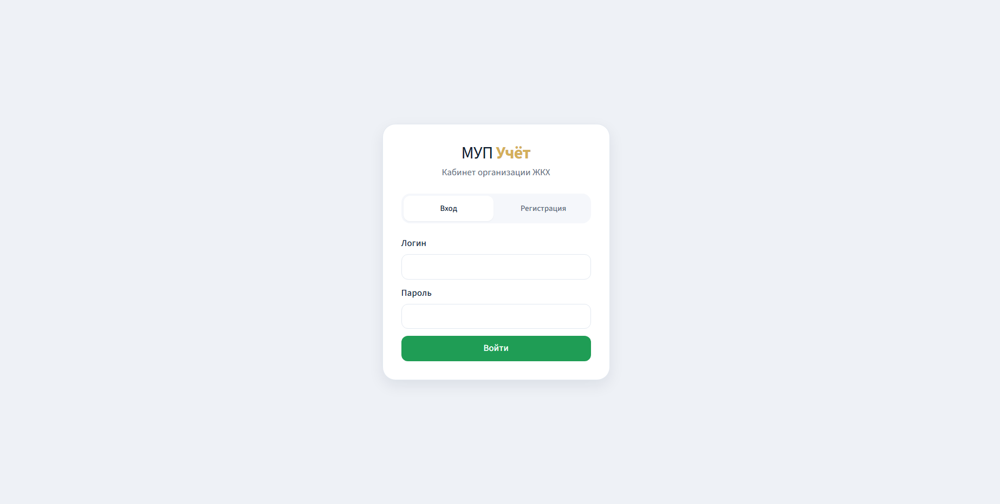 МУП Учёт
Кабинет организации ЖКХ
Вход Регистрация
Логин
Пароль
Войти